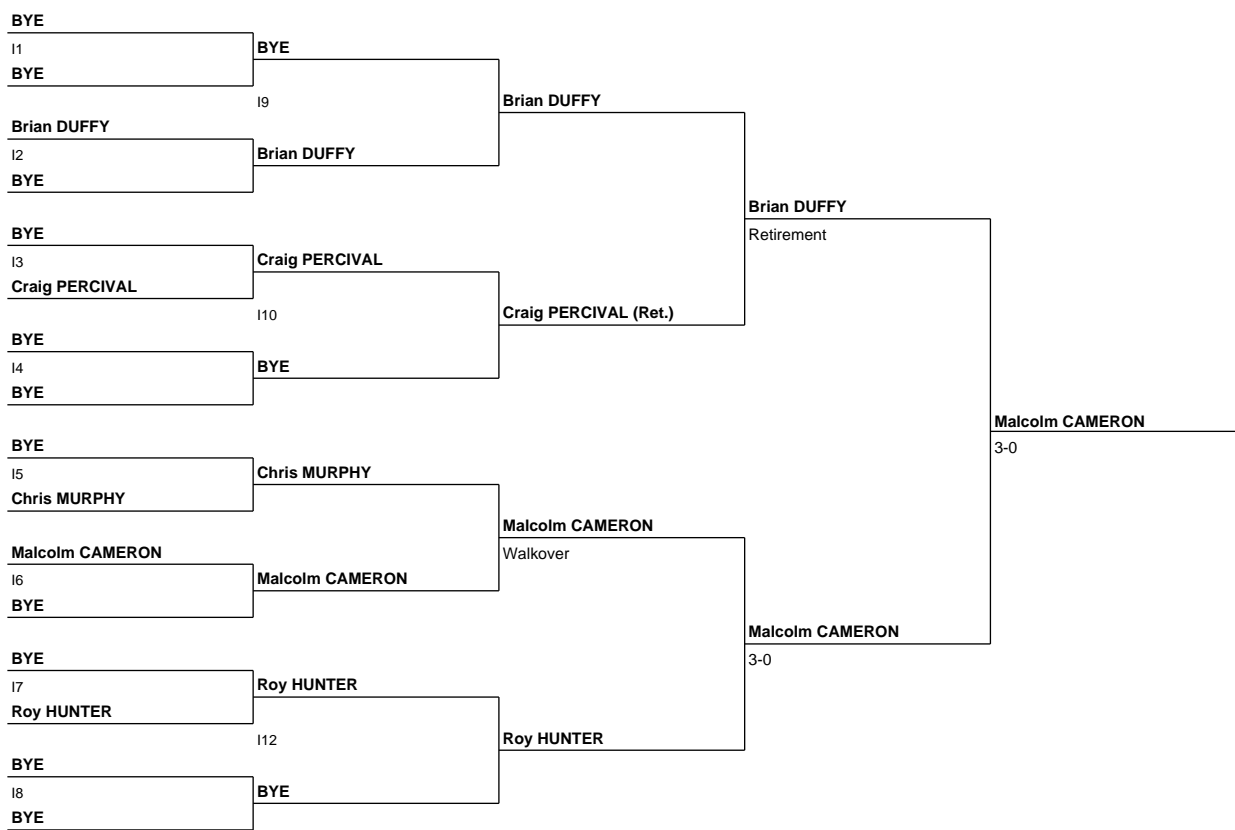 BYE
I1
BYE
BYE
I9
Brian DUFFY
Brian DUFFY
I2
Brian DUFFY
BYE
Brian DUFFY
Retirement
BYE
I3
Craig PERCIVAL
Craig PERCIVAL
I10
Craig PERCIVAL (Ret.)
BYE
I4
BYE
BYE
Malcolm CAMERON
3-0
BYE
I5
Chris MURPHY
Chris MURPHY
Malcolm CAMERON
Walkover
Malcolm CAMERON
I6
Malcolm CAMERON
BYE
Malcolm CAMERON
3-0
BYE
I7
Roy HUNTER
Roy HUNTER
I12
Roy HUNTER
BYE
I8
BYE
BYE